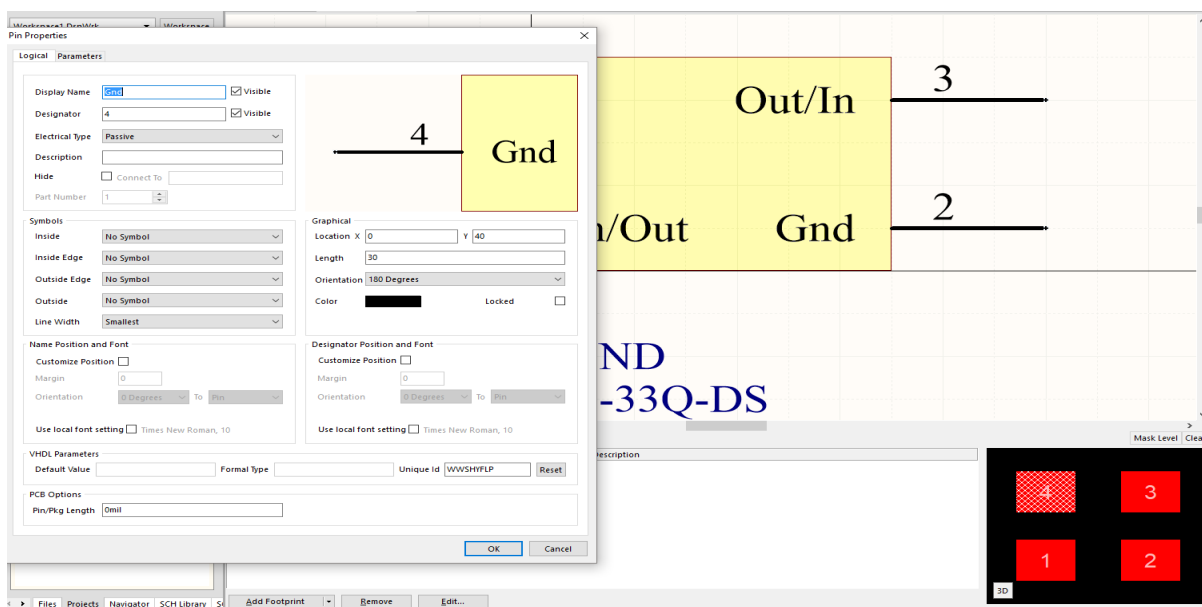 Workspace1.DsnWrk Workspace
Pin Properties
Logical Parameters
Display Name Gnd Visible
Designator 4 Visible
Electrical Type Passive
Description
Hide Connect To
Part Number 1
4
Gnd
Symbols
Inside No Symbol
Inside Edge No Symbol
Outside Edge No Symbol
Outside No Symbol
Line Width Smallest
Graphical
Location X 0 Y 40
Length 30
Orientation 180 Degrees
Color Locked
Name Position and Font
Customize Position
Margin 0
Orientation 0 Degrees To Pin
Use local font setting Times New Roman, 10
Designator Position and Font
Customize Position
Margin 0
Orientation 0 Degrees To Pin
Use local font setting Times New Roman, 10
VHDL Parameters
Default Value Formal Type Unique Id WWSHYFLP Reset
PCB Options
Pin/Pkg Length 0mil
OK Cancel
Out/In 3
n/Out Gnd 2
ND
-33Q-DS
Mask Level Clea
escription
4 3
1 2
3D
Files Projects Navigator SCH Library S
Add Footprint Remove Edit...